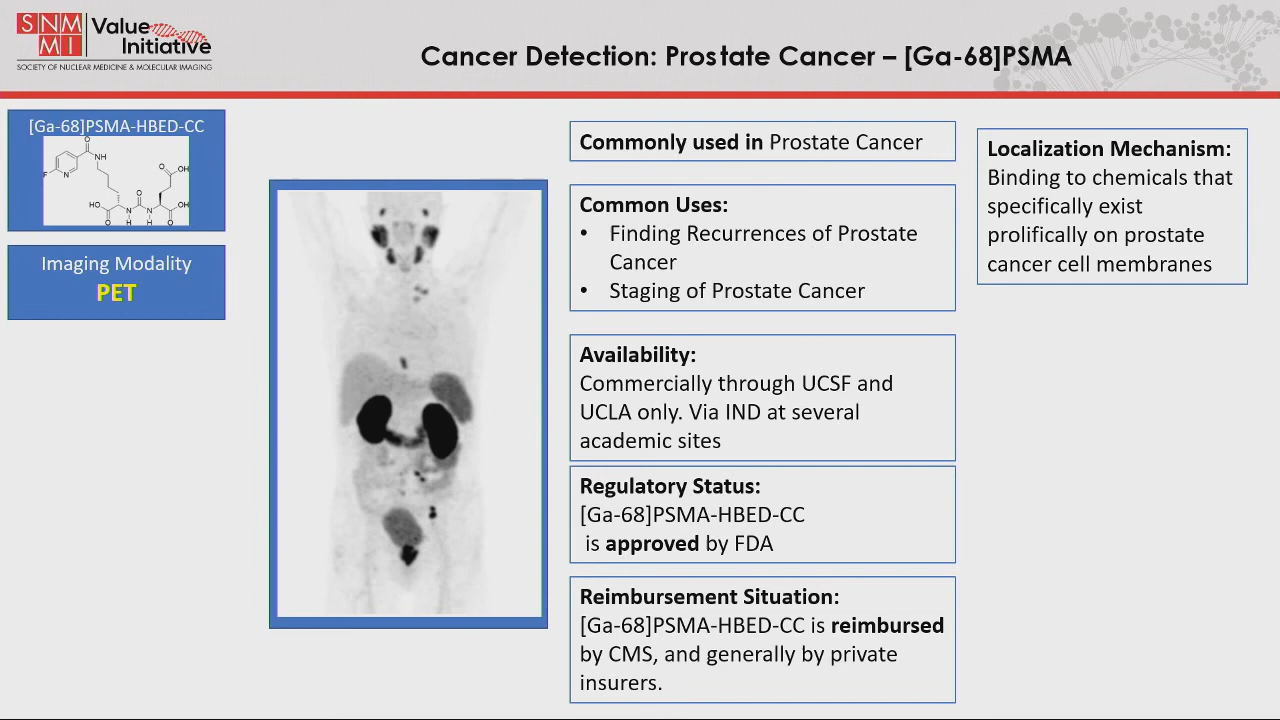 SNM
MI
Value
Initiative
SOCIETY OF NUCLEAR MEDICINE & MOLECULAR IMAGING
Cancer Detection: Prostate Cancer – [Ga-68]PSMA
[Ga-68]PSMA-HBED-CC
O
NH
F
N
O
OH
HO
O
O
N
H
N
H
O
OH
Imaging Modality
PET
Commonly used in Prostate Cancer
Common Uses:
• Finding Recurrences of Prostate
Cancer
• Staging of Prostate Cancer
Availability:
Commercially through UCSF and
UCLA only. Via IND at several
academic sites
Regulatory Status:
[Ga-68]PSMA-HBED-CC
is approved by FDA
Reimbursement Situation:
[Ga-68]PSMA-HBED-CC is reimbursed
by CMS, and generally by private
insurers.
Localization Mechanism:
Binding to chemicals that
specifically exist
prolifically on prostate
cancer cell membranes